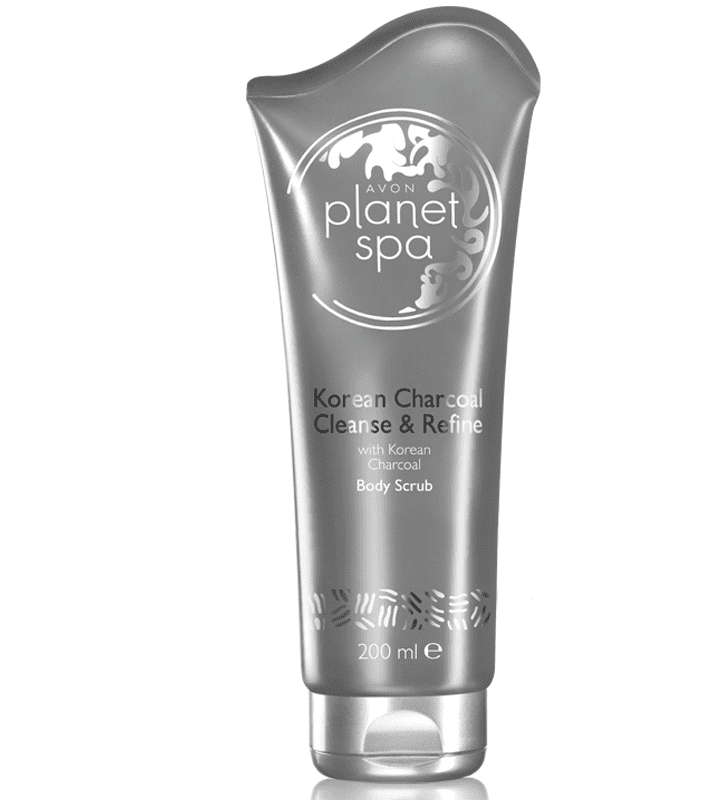 AVON
planet
spa
Korean Charcoal
Cleanse & Refine
with Korean
Charcoal
Body Scrub
200 ml ℮